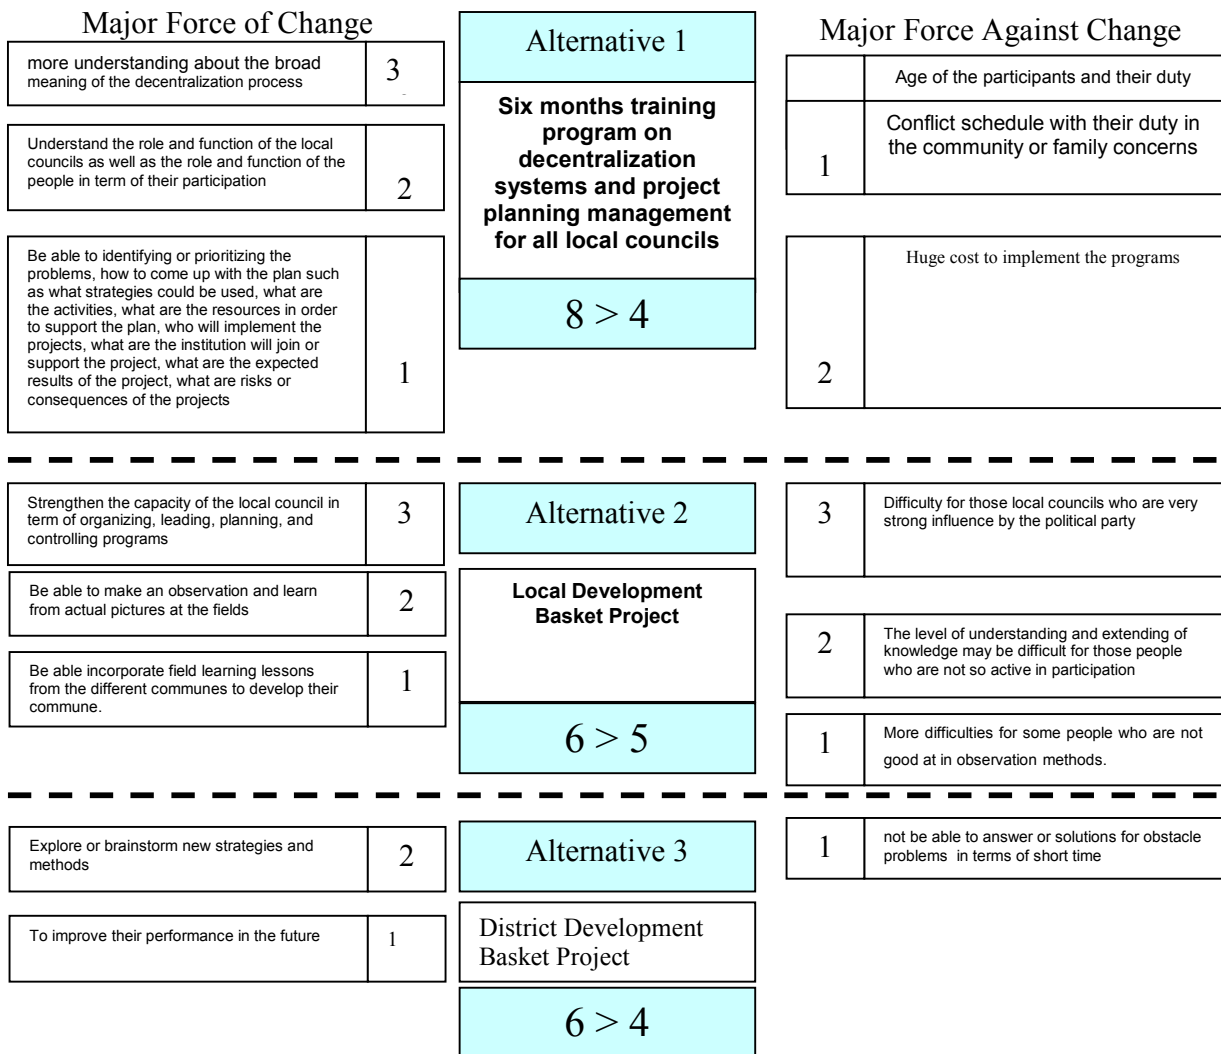 Major Force of Change
more understanding about the broad
meaning of the decentralization process
3
Understand the role and function of the local
councils as well as the role and function of the
people in term of their participation
2
Be able to identifying or prioritizing the
problems, how to come up with the plan such
as what strategies could be used, what are
the activities, what are the resources in order
to support the plan, who will implement the
projects, what are the institution will join or
support the project, what are the expected
results of the project, what are risks or
consequences of the projects
1
Alternative 1
Six months training
program on
decentralization
systems and project
planning management
for all local councils
8 > 4
Major Force Against Change
Age of the participants and their duty
1
Conflict schedule with their duty in
the community or family concerns
2
Huge cost to implement the programs
Strengthen the capacity of the local council in
term of organizing, leading, planning, and
controlling programs
3
Be able to make an observation and learn
from actual pictures at the fields
2
Be able incorporate field learning lessons
from the different communes to develop their
commune.
1
Alternative 2
Local Development
Basket Project
6 > 5
3
Difficulty for those local councils who are very
strong influence by the political party
2
The level of understanding and extending of
knowledge may be difficult for those people
who are not so active in participation
1
More difficulties for some people who are not
good at in observation methods.
Explore or brainstorm new strategies and
methods
2
To improve their performance in the future
1
Alternative 3
District Development
Basket Project
6 > 4
1
not be able to answer or solutions for obstacle
problems in terms of short time